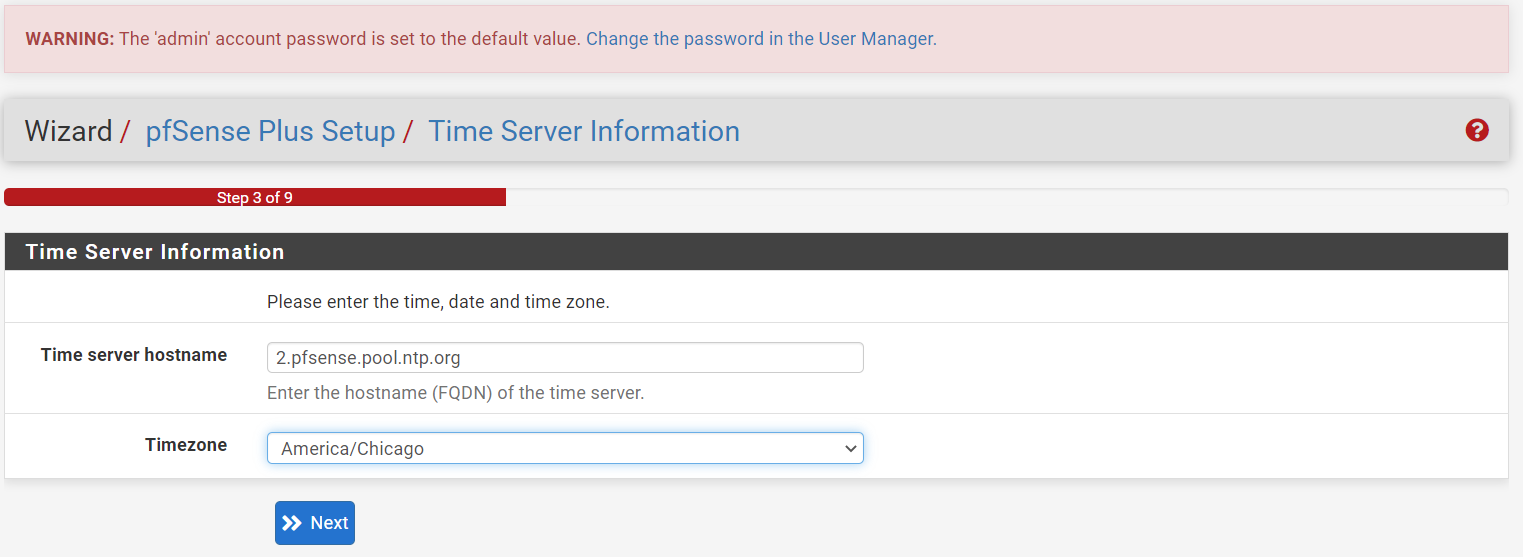 WARNING: The 'admin' account password is set to the default value. Change the password in the User Manager.
Wizard / pfSense Plus Setup / Time Server Information
?
Step 3 of 9
Time Server Information
Please enter the time, date and time zone.
Time server hostname
2.pfsense.pool.ntp.org
Enter the hostname (FQDN) of the time server.
Timezone
America/Chicago
Next